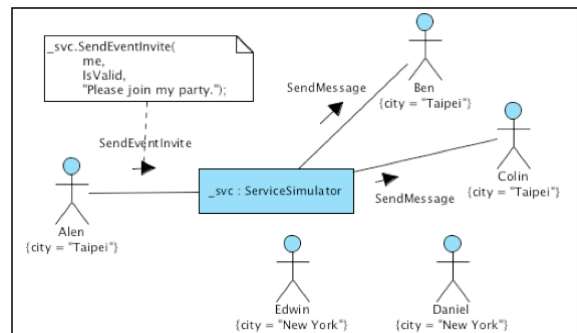 _svc.SendEventInvite(
me,
IsValid,
"Please join my party.");
SendMessage
Ben
{city = "Taipei"}
SendEventInvite
_svc : ServiceSimulator
Colin
{city = "Taipei"}
SendMessage
Alen
{city = "Taipei"}
Edwin
{city = "New York"}
Daniel
{city = "New York"}